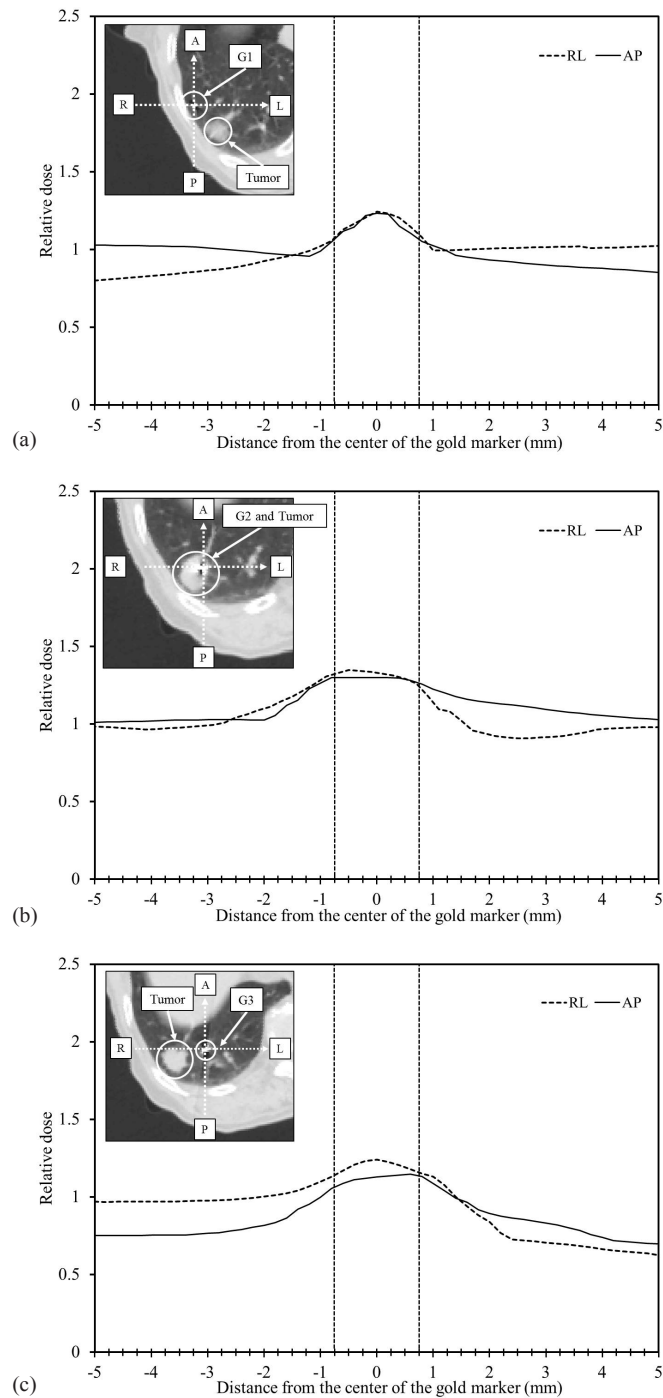 2.5
2
1.5
1
0.5
0
Relative dose
A
G1
R
L
Tumor
P
RL
AP
-5 -4 -3 -2 -1 0 1 2 3 4 5
Distance from the center of the gold marker (mm)
(a)
2.5
2
1.5
1
0.5
0
Relative dose
A
G2 and Tumor
R
L
P
RL
AP
-5 -4 -3 -2 -1 0 1 2 3 4 5
Distance from the center of the gold marker (mm)
(b)
2.5
2
1.5
1
0.5
0
Relative dose
Tumor
A
G3
R
L
P
RL
AP
-5 -4 -3 -2 -1 0 1 2 3 4 5
Distance from the center of the gold marker (mm)
(c)